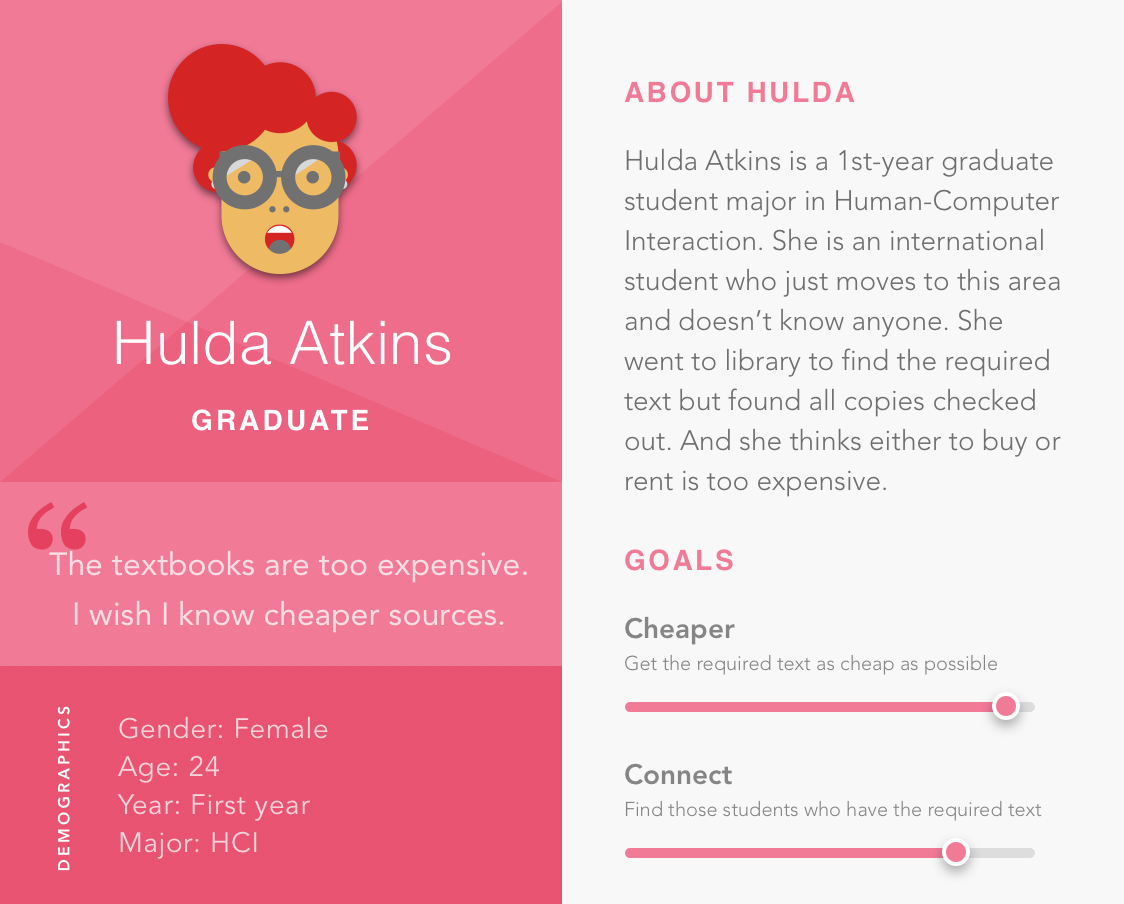 Hulda Atkins
GRADUATE
“
The textbooks are too expensive.
I wish I know cheaper sources.
DEMOGRAPHICS
Gender: Female
Age: 24
Year: First year
Major: HCI
ABOUT HULDA
Hulda Atkins is a 1st-year graduate
student major in Human-Computer
Interaction. She is an international
student who just moves to this area
and doesn’t know anyone. She
went to library to find the required
text but found all copies checked
out. And she thinks either to buy or
rent is too expensive.
GOALS
Cheaper
Get the required text as cheap as possible
Connect
Find those students who have the required text